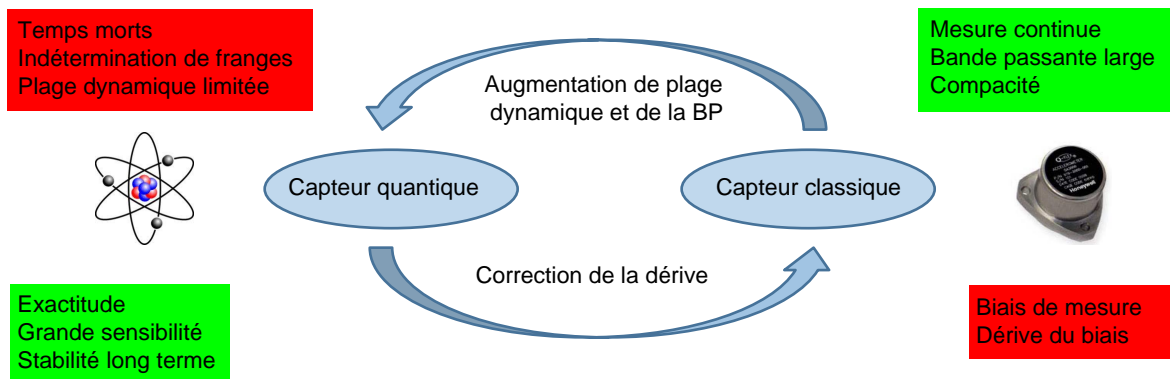 Temps morts
Indétermination de franges
Plage dynamique limitée
Mesure continue
Bande passante large
Compacité
Augmentation de plage
dynamique et de la BP
Capteur quantique
Capteur classique
Correction de la dérive
Exactitude
Grande sensibilité
Stabilité long terme
Biais de mesure
Dérive du biais
ACCELEROMETER
Honeywell